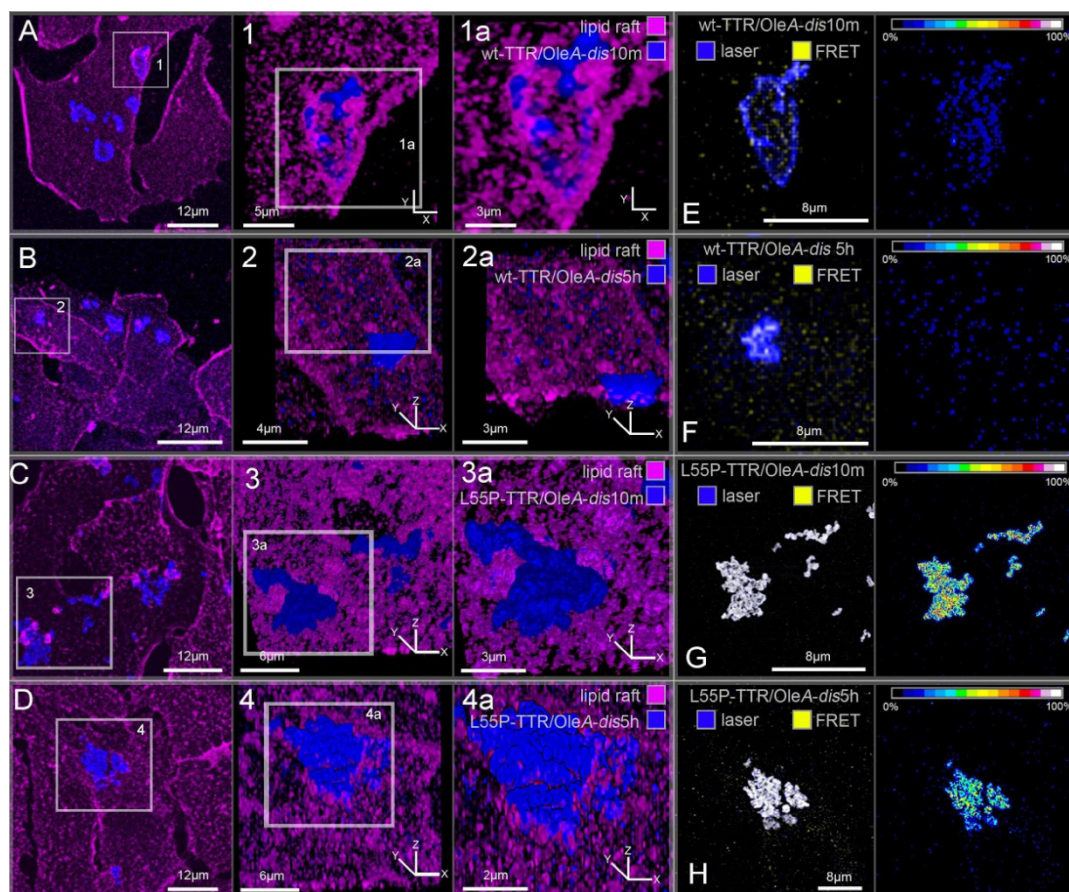 A
1
12µm
1
1a
5µm
Y
X
1a
lipid raft
wt-TTR/OleA-dis10m
3µm
Y
X
wt-TTR/OleA-dis10m
laser
FRET
E
8µm
0%
100%
B
2
12µm
2
2a
4µm
Y
Z
X
2a
lipid raft
wt-TTR/OleA-dis5h
3µm
Y
Z
X
wt-TTR/OleA-dis 5h
laser
FRET
F
8µm
0%
100%
C
3
12µm
3
3a
6µm
Y
Z
X
3a
lipid raft
L55P-TTR/OleA-dis10m
3µm
Y
Z
X
L55P-TTR/OleA-dis10m
laser
FRET
G
8µm
0%
100%
D
4
12µm
4
4a
6µm
Y
Z
X
4a
lipid raft
L55P-TTR/OleA-dis5h
2µm
Y
Z
X
L55P-TTR/OleA-dis5h
laser
FRET
H
8µm
0%
100%